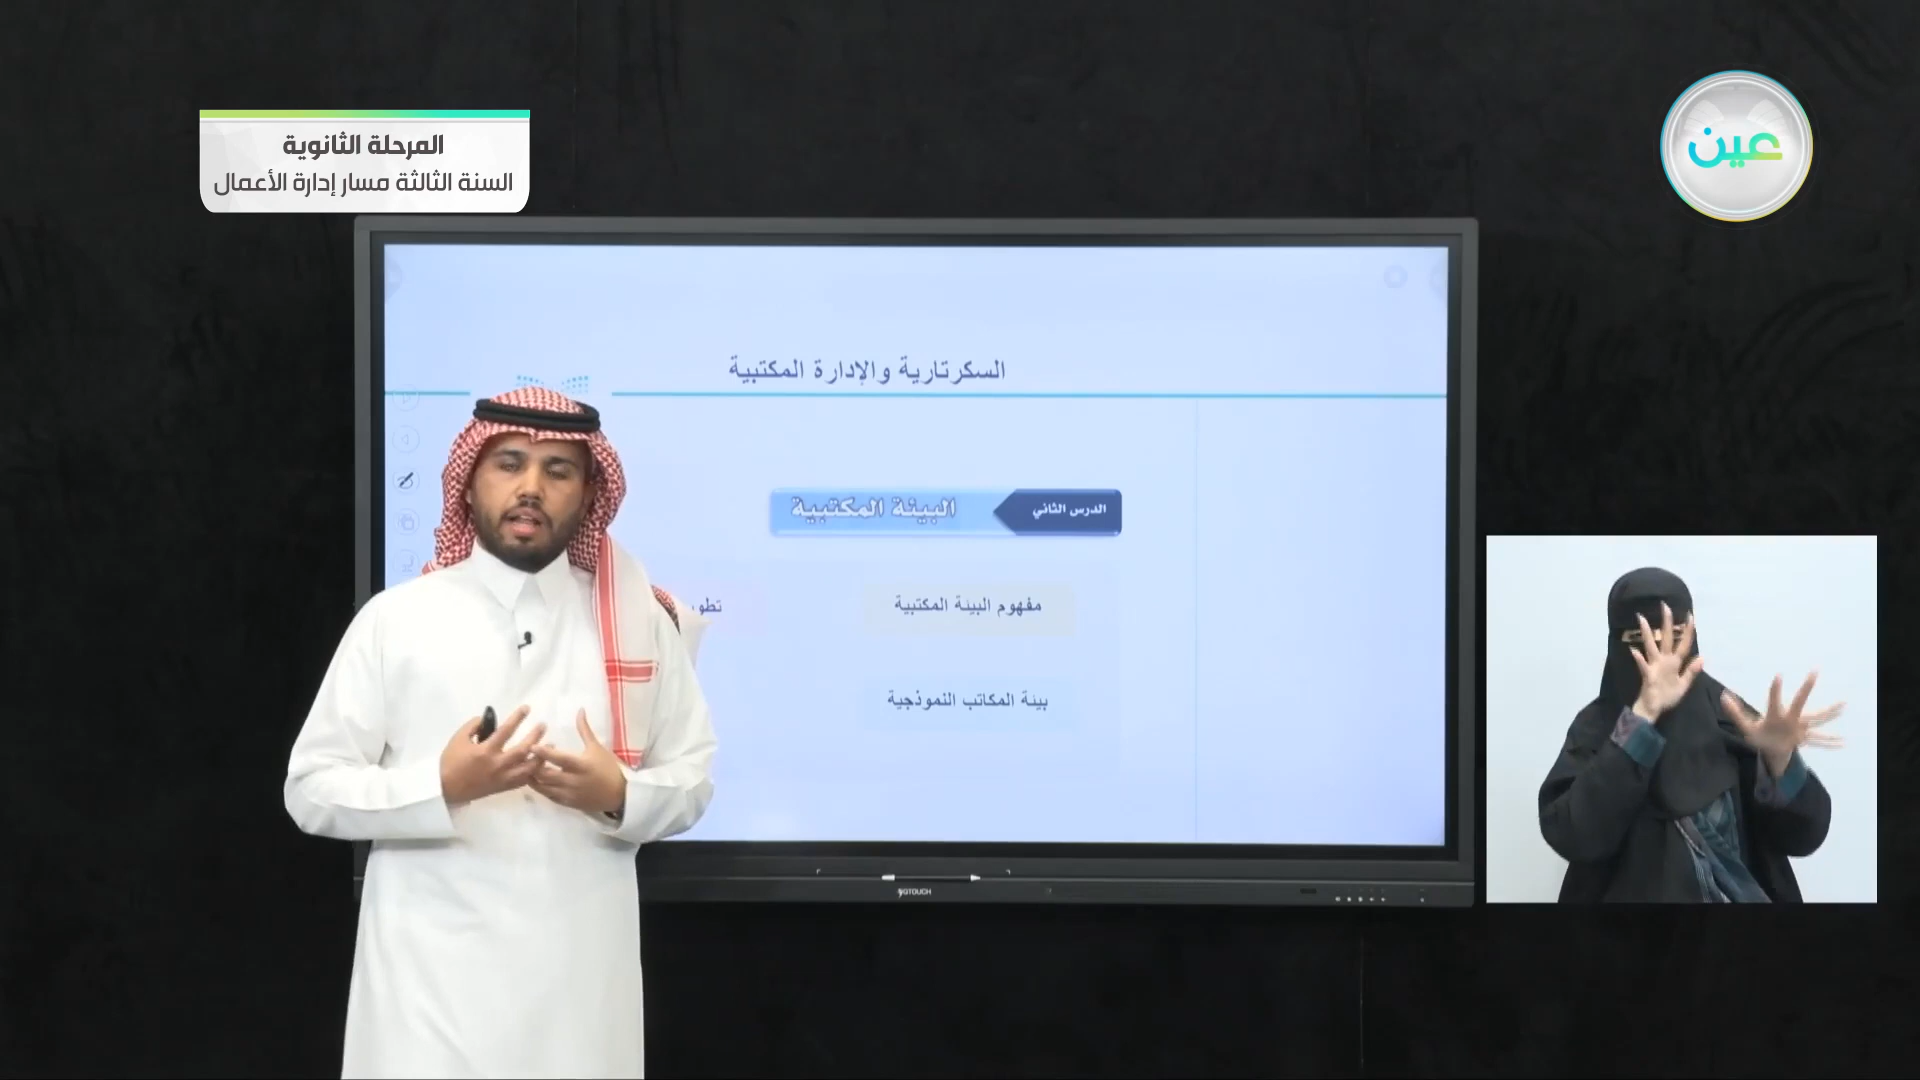 المرحلة الثانوية
السنة الثالثة مسار إدارة الأعمال
عين
السكرتارية والإدارة المكتبية
الدرس الثاني
البيئة المكتبية
مفهوم البيئة المكتبية
بيئة المكاتب النموذجية